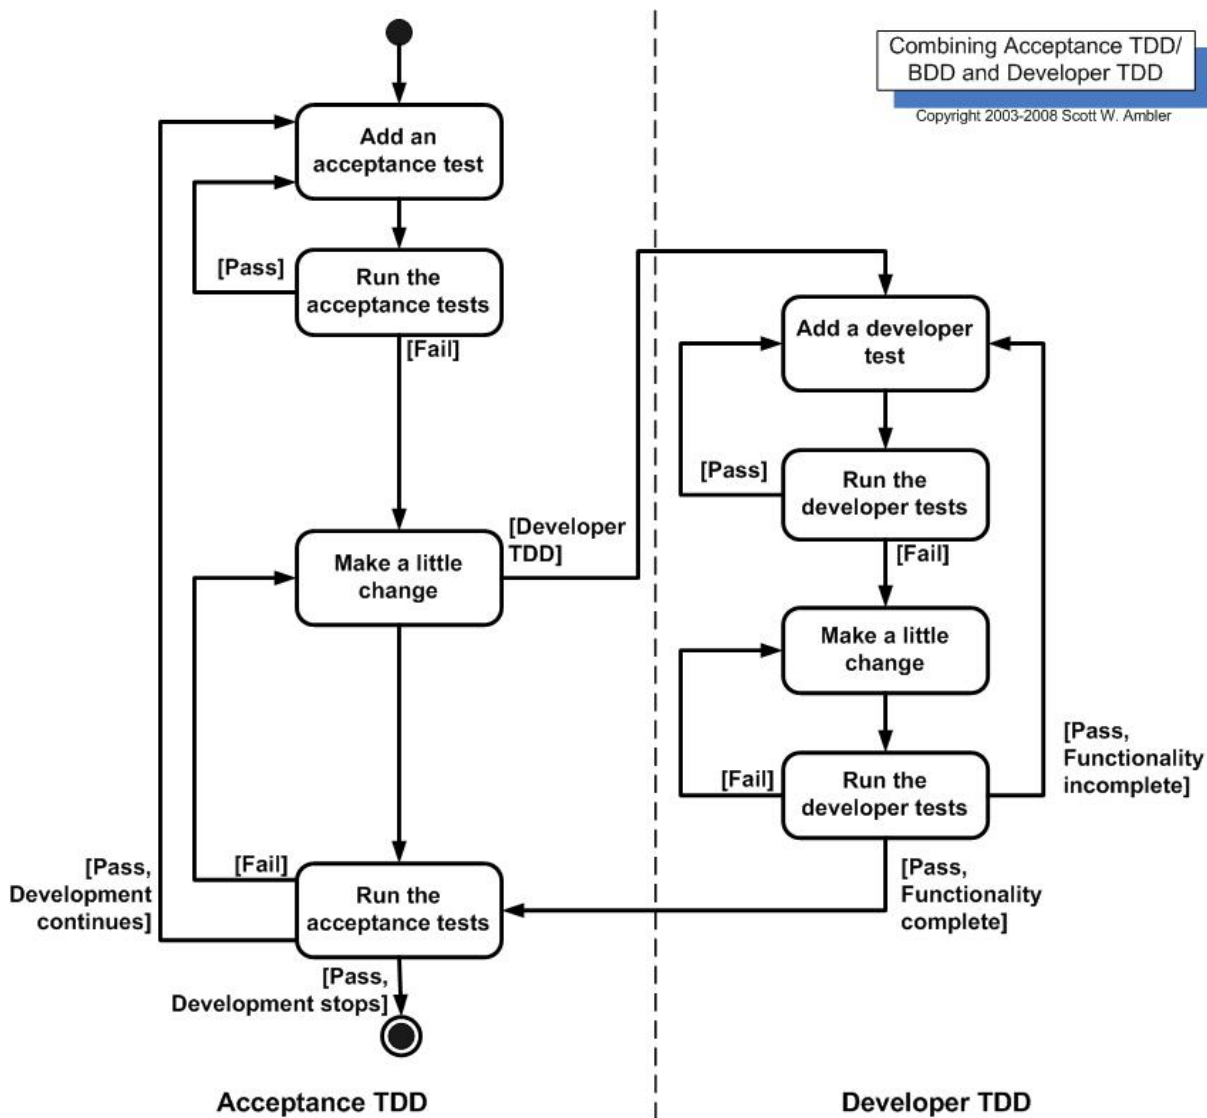 Combining Acceptance TDD/
BDD and Developer TDD
Copyright 2003-2008 Scott W. Ambler
Add an
acceptance test
[Pass]
Run the
acceptance tests
[Fail]
Make a little
change
[Developer
TDD]
Add a developer
test
[Pass]
Run the
developer tests
[Fail]
Make a little
change
[Fail]
Run the
developer tests
[Pass,
Functionality
incomplete]
[Pass,
Functionality
complete]
[Fail]
Run the
acceptance tests
[Pass,
Development
continues]
[Pass,
Development stops]
Acceptance TDD
Developer TDD